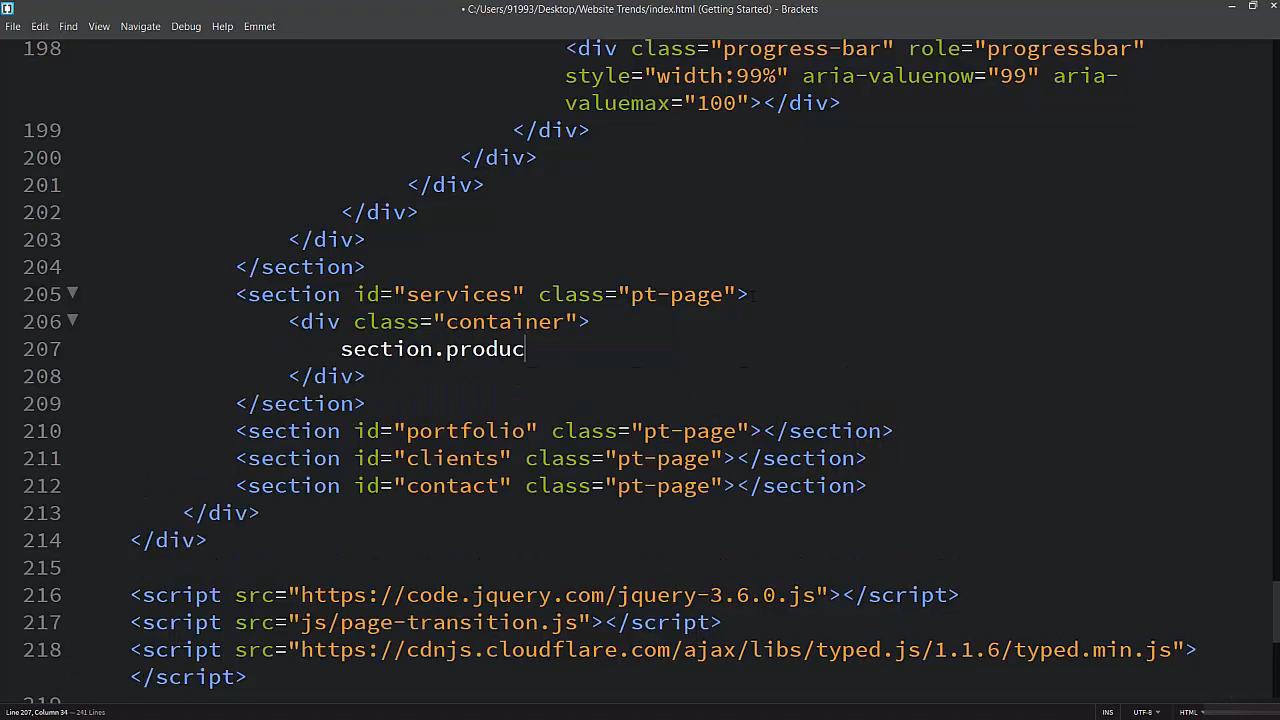 • C:/Users/91993/Desktop/Website Trends/index.html (Getting Started) - Brackets
File Edit Find View Navigate Debug Help Emmet
198 <div class="progress-bar" role="progressbar"
style="width:99%" aria-valuenow="99" aria-
valuemax="100"></div>
199 </div>
200 </div>
201 </div>
202 </div>
203 </div>
204 </section>
205 <section id="services" class="pt-page">
206 <div class="container">
207 section.produc
208 </div>
209 </section>
210 <section id="portfolio" class="pt-page"></section>
211 <section id="clients" class="pt-page"></section>
212 <section id="contact" class="pt-page"></section>
213 </div>
214 </div>
215
216 <script src="https://code.jquery.com/jquery-3.6.0.js"></script>
217 <script src="js/page-transition.js"></script>
218 <script src="https://cdnjs.cloudflare.com/ajax/libs/typed.js/1.1.6/typed.min.js">
</script>
219
Line 207, Column 34 — 241 Lines INS UTF-8 HTML